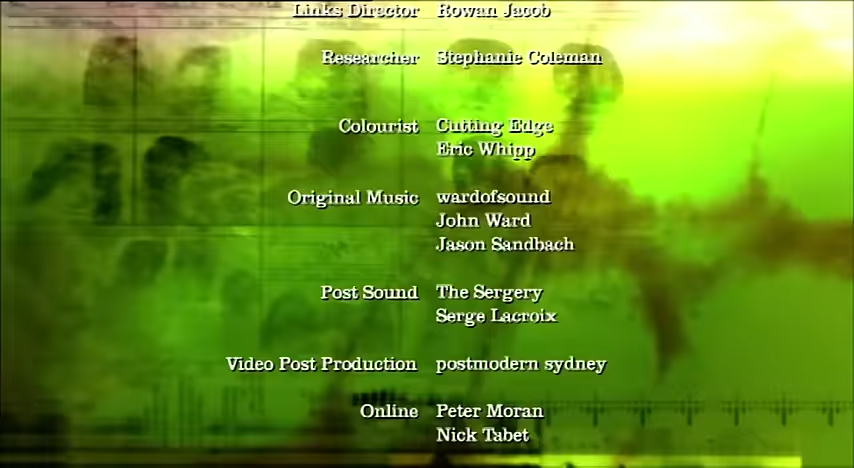 Links Director Rowan Jacob
Researcher Stephanie Coleman
Colourist Cutting Edge
Eric Whipp
Original Music wardofsound
John Ward
Jason Sandbach
Post Sound The Sergery
Serge Lacroix
Video Post Production postmodern sydney
Online Peter Moran
Nick Tabet